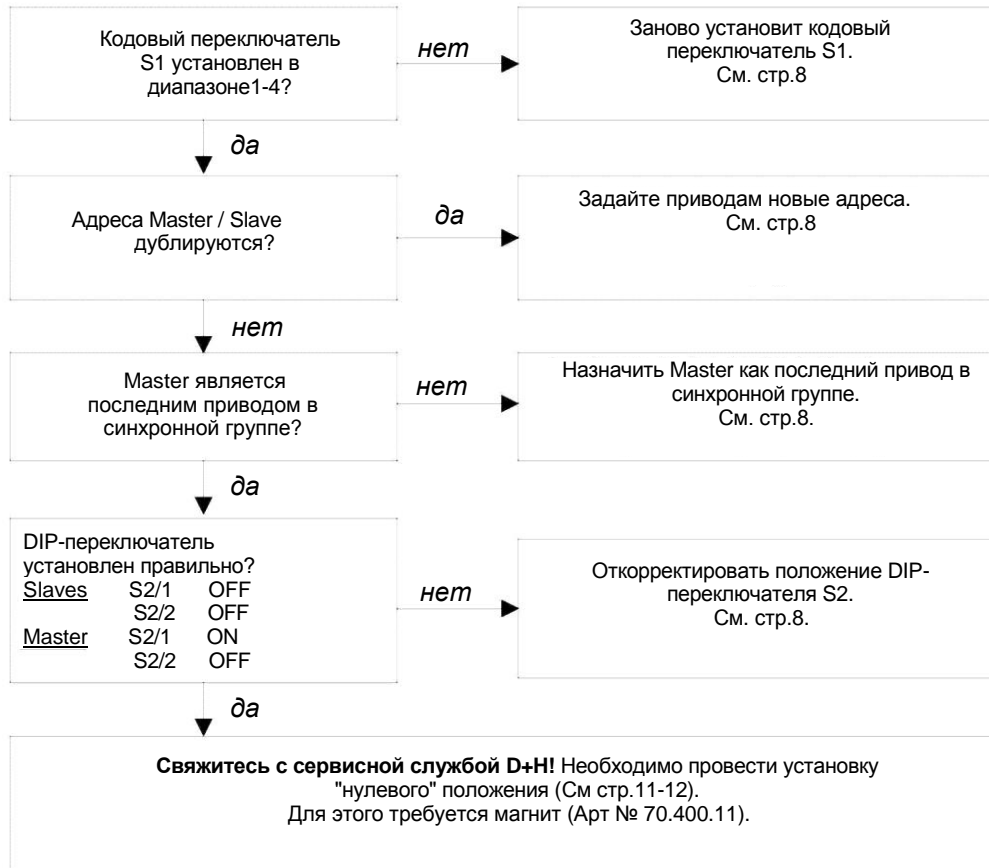 Кодовый переключатель
S1 установлен в
диапазоне1-4?
нет
Заново установит кодовый
переключатель S1.
См. стр.8
да
Адреса Master / Slave
дублируются?
да
Задайте приводам новые адреса.
См. стр.8
нет
Master является
последним приводом в
синхронной группе?
нет
Назначить Master как последний привод в
синхронной группе.
См. стр.8.
да
DIP-переключатель
установлен правильно?
Slaves S2/1 OFF
S2/2 OFF
Master S2/1 ON
S2/2 OFF
нет
Откорректировать положение DIP-
переключателя S2.
См. стр.8.
да
Свяжитесь с сервисной службой D+H! Необходимо провести установку
"нулевого" положения (См стр.11-12).
Для этого требуется магнит (Арт № 70.400.11).